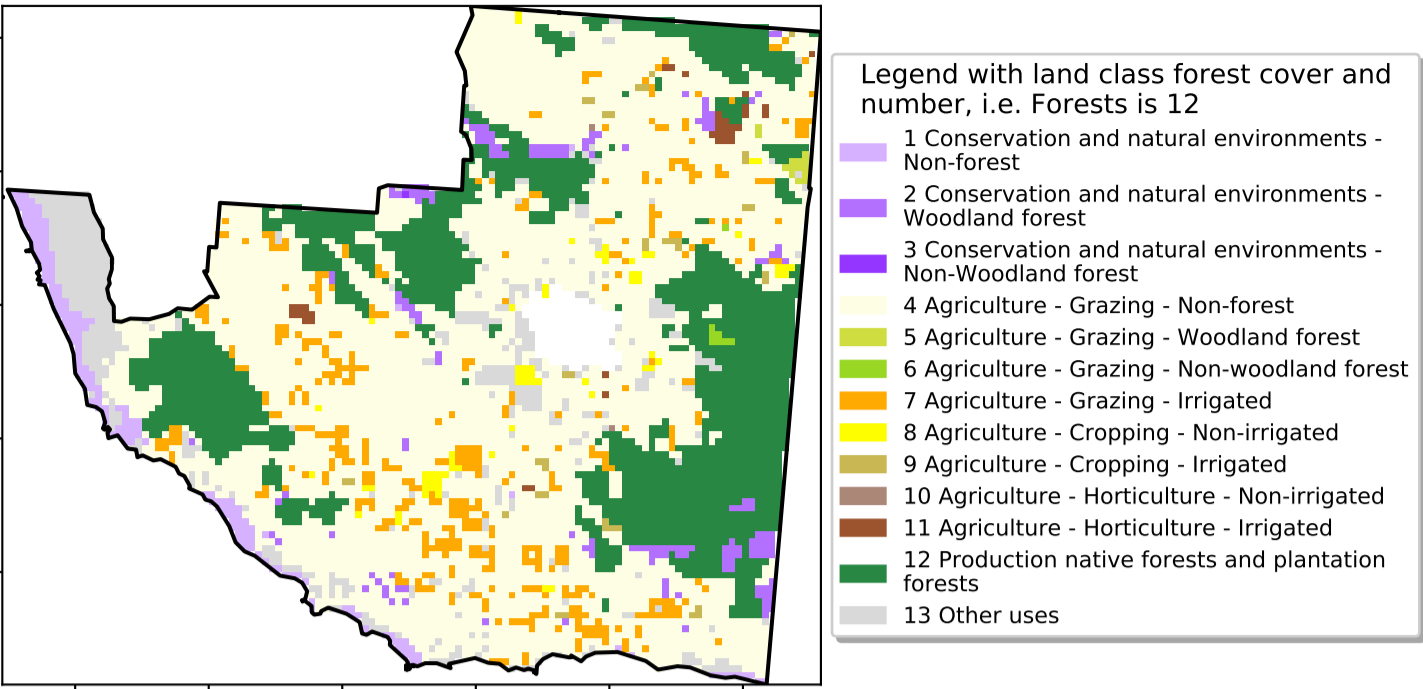 Legend with land class forest cover and
number, i.e. Forests is 12
1 Conservation and natural environments -
Non-forest
2 Conservation and natural environments -
Woodland forest
3 Conservation and natural environments -
Non-Woodland forest
4 Agriculture - Grazing - Non-forest
5 Agriculture - Grazing - Woodland forest
6 Agriculture - Grazing - Non-woodland forest
7 Agriculture - Grazing - Irrigated
8 Agriculture - Cropping - Non-irrigated
9 Agriculture - Cropping - Irrigated
10 Agriculture - Horticulture - Non-irrigated
11 Agriculture - Horticulture - Irrigated
12 Production native forests and plantation
forests
13 Other uses